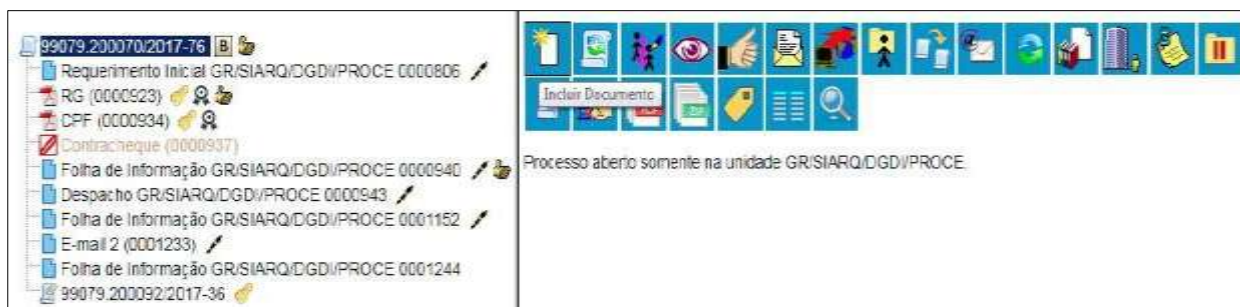 99079.200070/2017-76 B
Requerimento Inicial GR/SIARQ/DGDI/PROCE 0000806
RG (0000923)
CPF (0000934)
Contracheque (0000937)
Folha de Informação GR/SIARQ/DGDI/PROCE 0000940
Despacho GR/SIARQ/DGDI/PROCE 0000943
Folha de Informação GR/SIARQ/DGDI/PROCE 0001152
E-mail 2 (0001233)
Folha de Informação GR/SIARQ/DGDI/PROCE 0001244
99079.200092/2017-36
Incluir Documento
ZIP
Processo aberto somente na unidade GR/SIARQ/DGDI/PROCE.